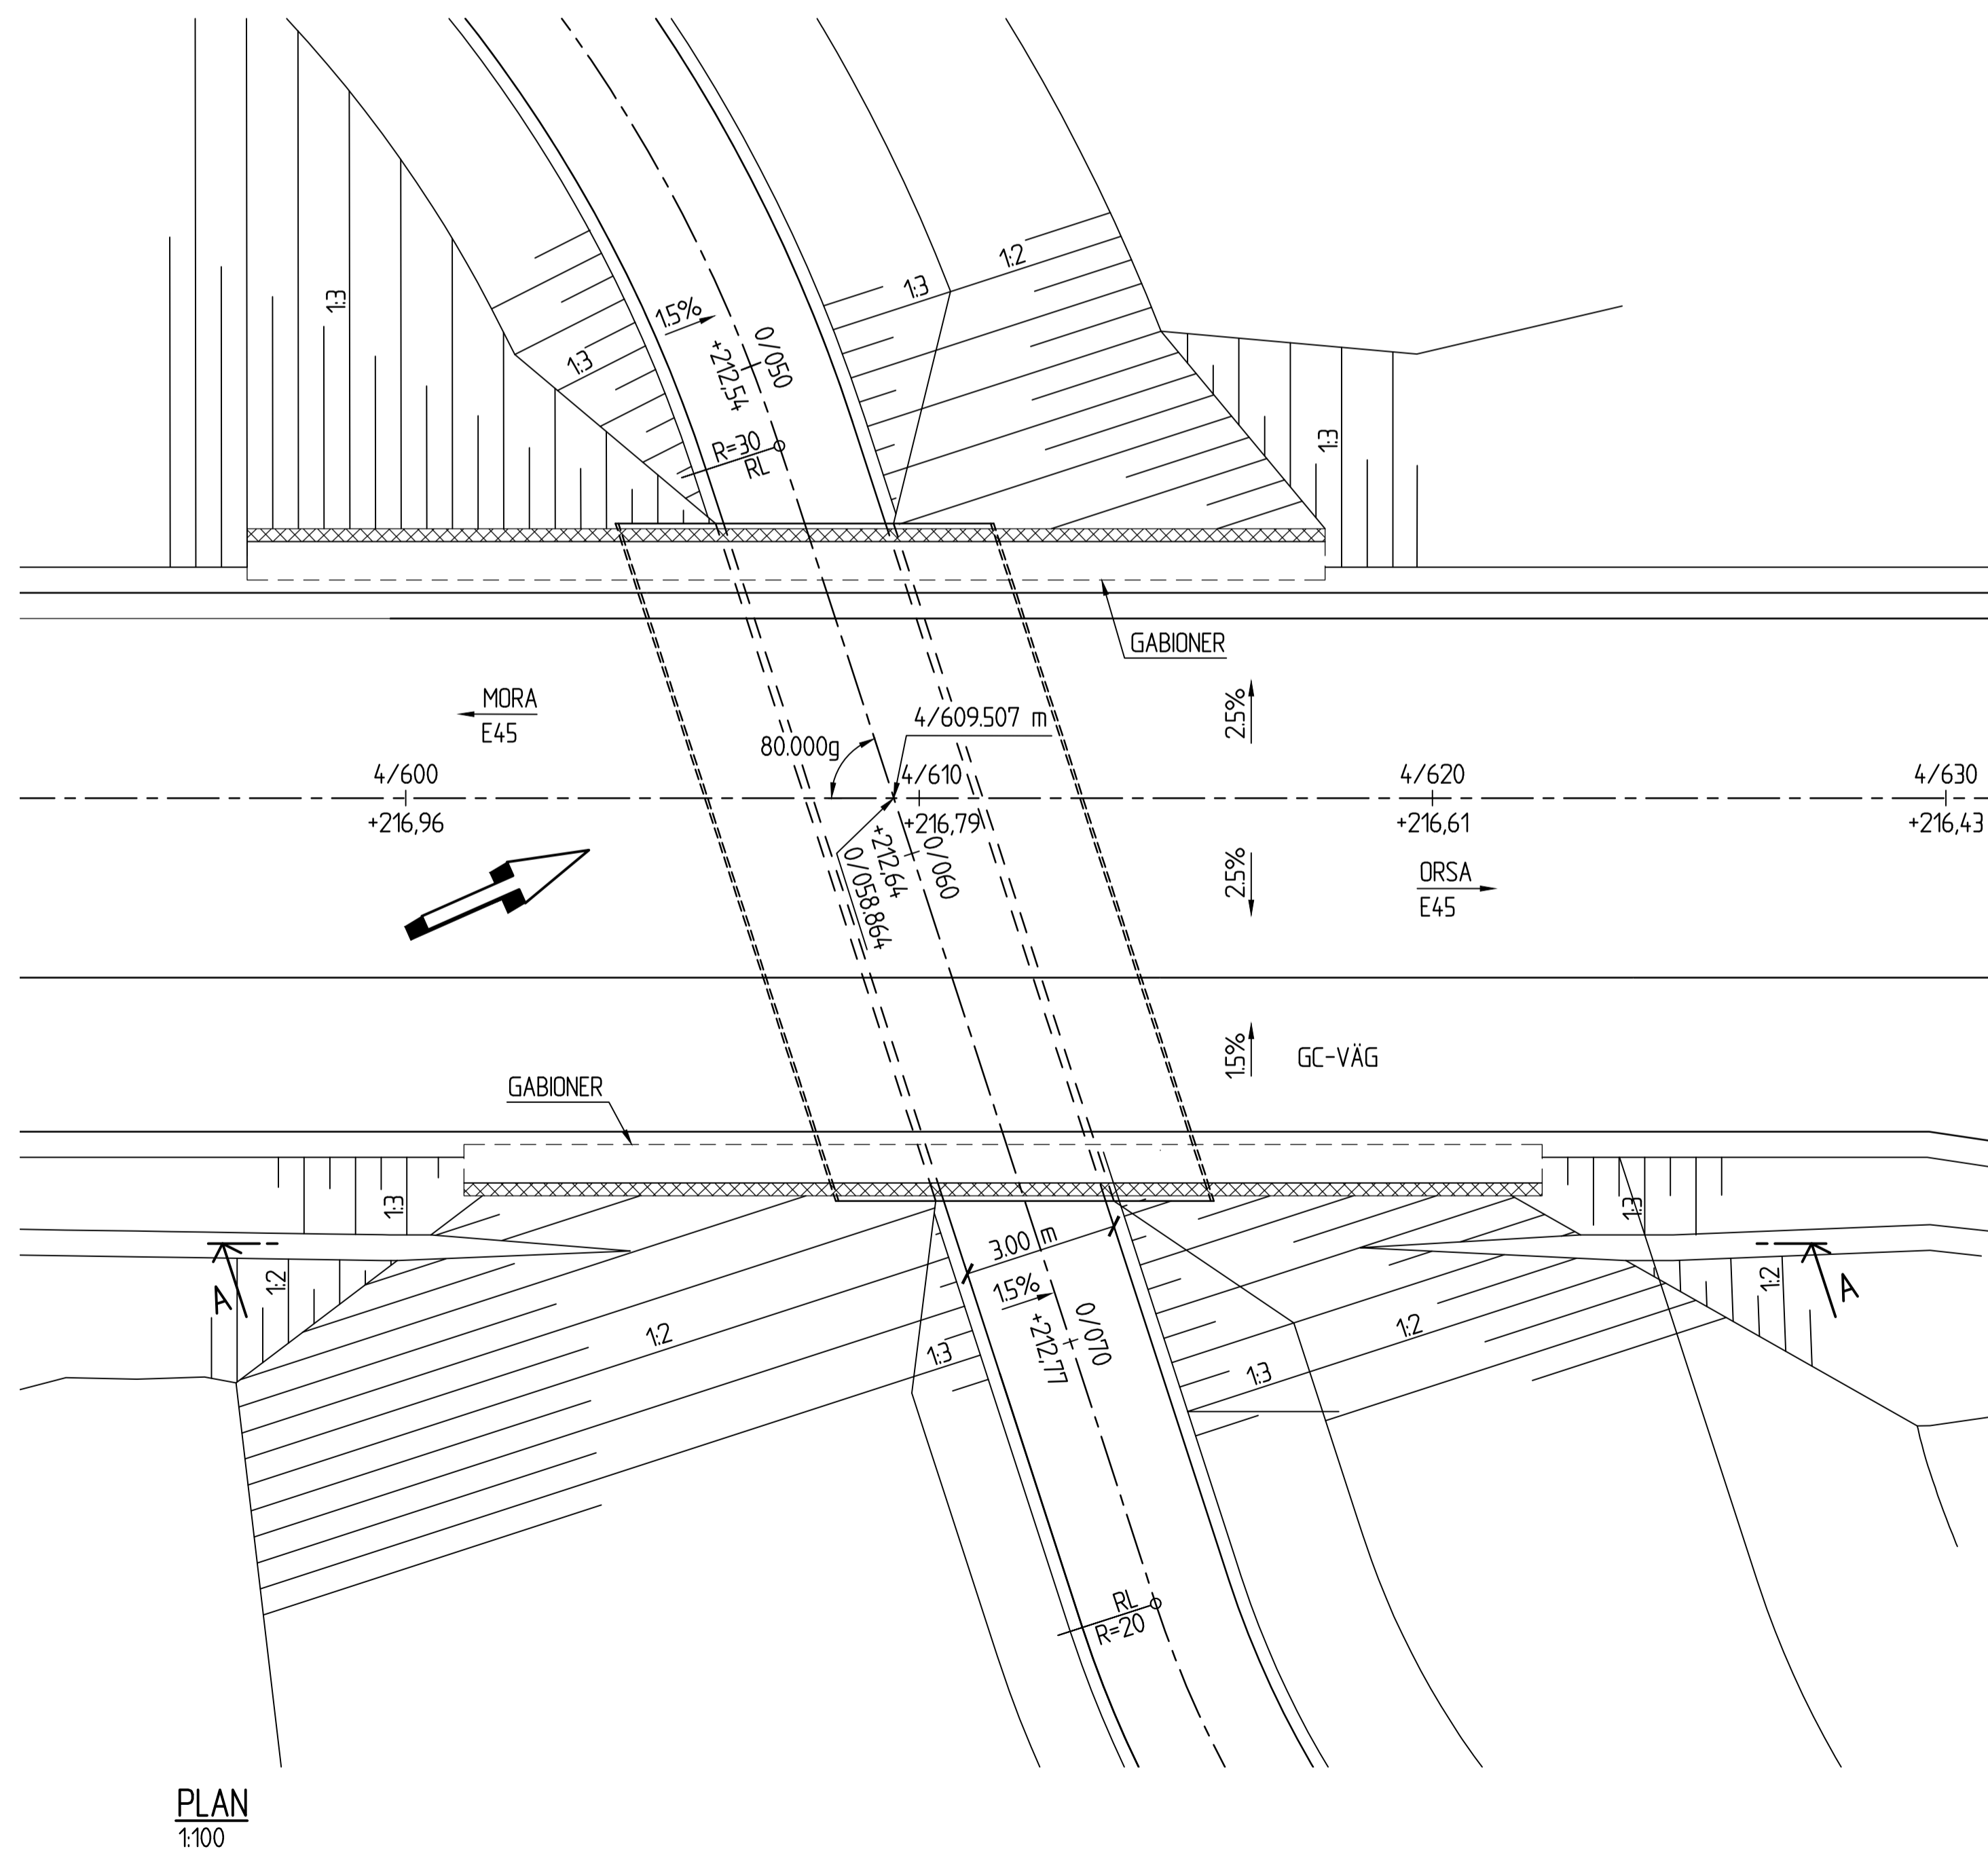 1:2
1:3
1:3
1.5%
0/050
+212,54
1:3
R=30
RL
1:3
GABIONER
MORA
E45
4/609.507 m
2.5%
80.000g
4/600
4/610
4/620
4/630
+216,96
+216,79
+216,61
+216,43
+212,64
0/060
0/058.864
2.5%
ORSA
E45
1.5%
GC-VÄG
GABIONER
1:3
1:3
3.00 m
1:2
A
1.5%
1:2
A
1:2
+212,77
0/070
1:2
1:3
1:3
RL
R=20
PLAN
1:100